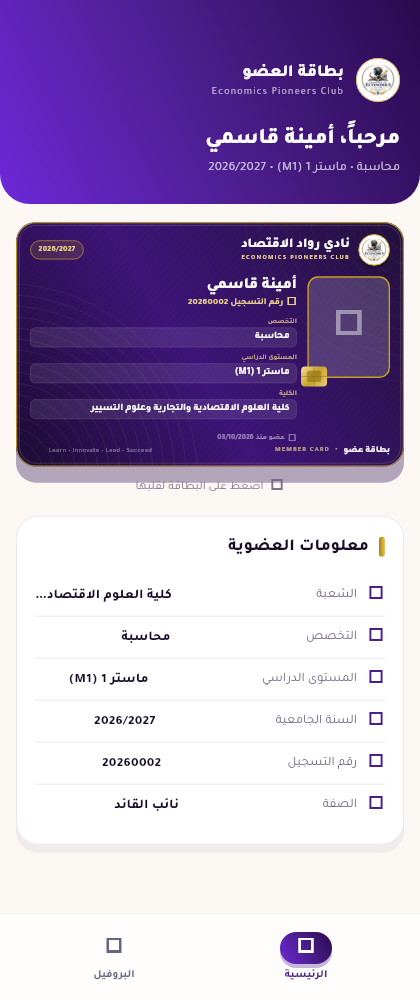 بطاقة العضو
Economics Pioneers Club
مرحباً، أمينة قاسمي
محاسبة • ماستر 1 (M1) • 2026/2027
نادي رواد الاقتصاد
ECONOMICS PIONEERS CLUB
2026/2027
أمينة قاسمي
رقم التسجيل 20260002
التخصص
محاسبة
المستوى الدراسي
ماستر 1 (M1)
الكلية
كلية العلوم الاقتصادية والتجارية وعلوم التسيير
عضو منذ 03/10/2026
بطاقة عضو • MEMBER CARD
Learn · Innovate · Lead · Succeed
اضغط على البطاقة لقلبها
معلومات العضوية
الشعبة كلية العلوم الاقتصاد...
التخصص محاسبة
المستوى الدراسي ماستر 1 (M1)
السنة الجامعية 2026/2027
رقم التسجيل 20260002
الصفة نائب القائد
الرئيسية
البروفيل